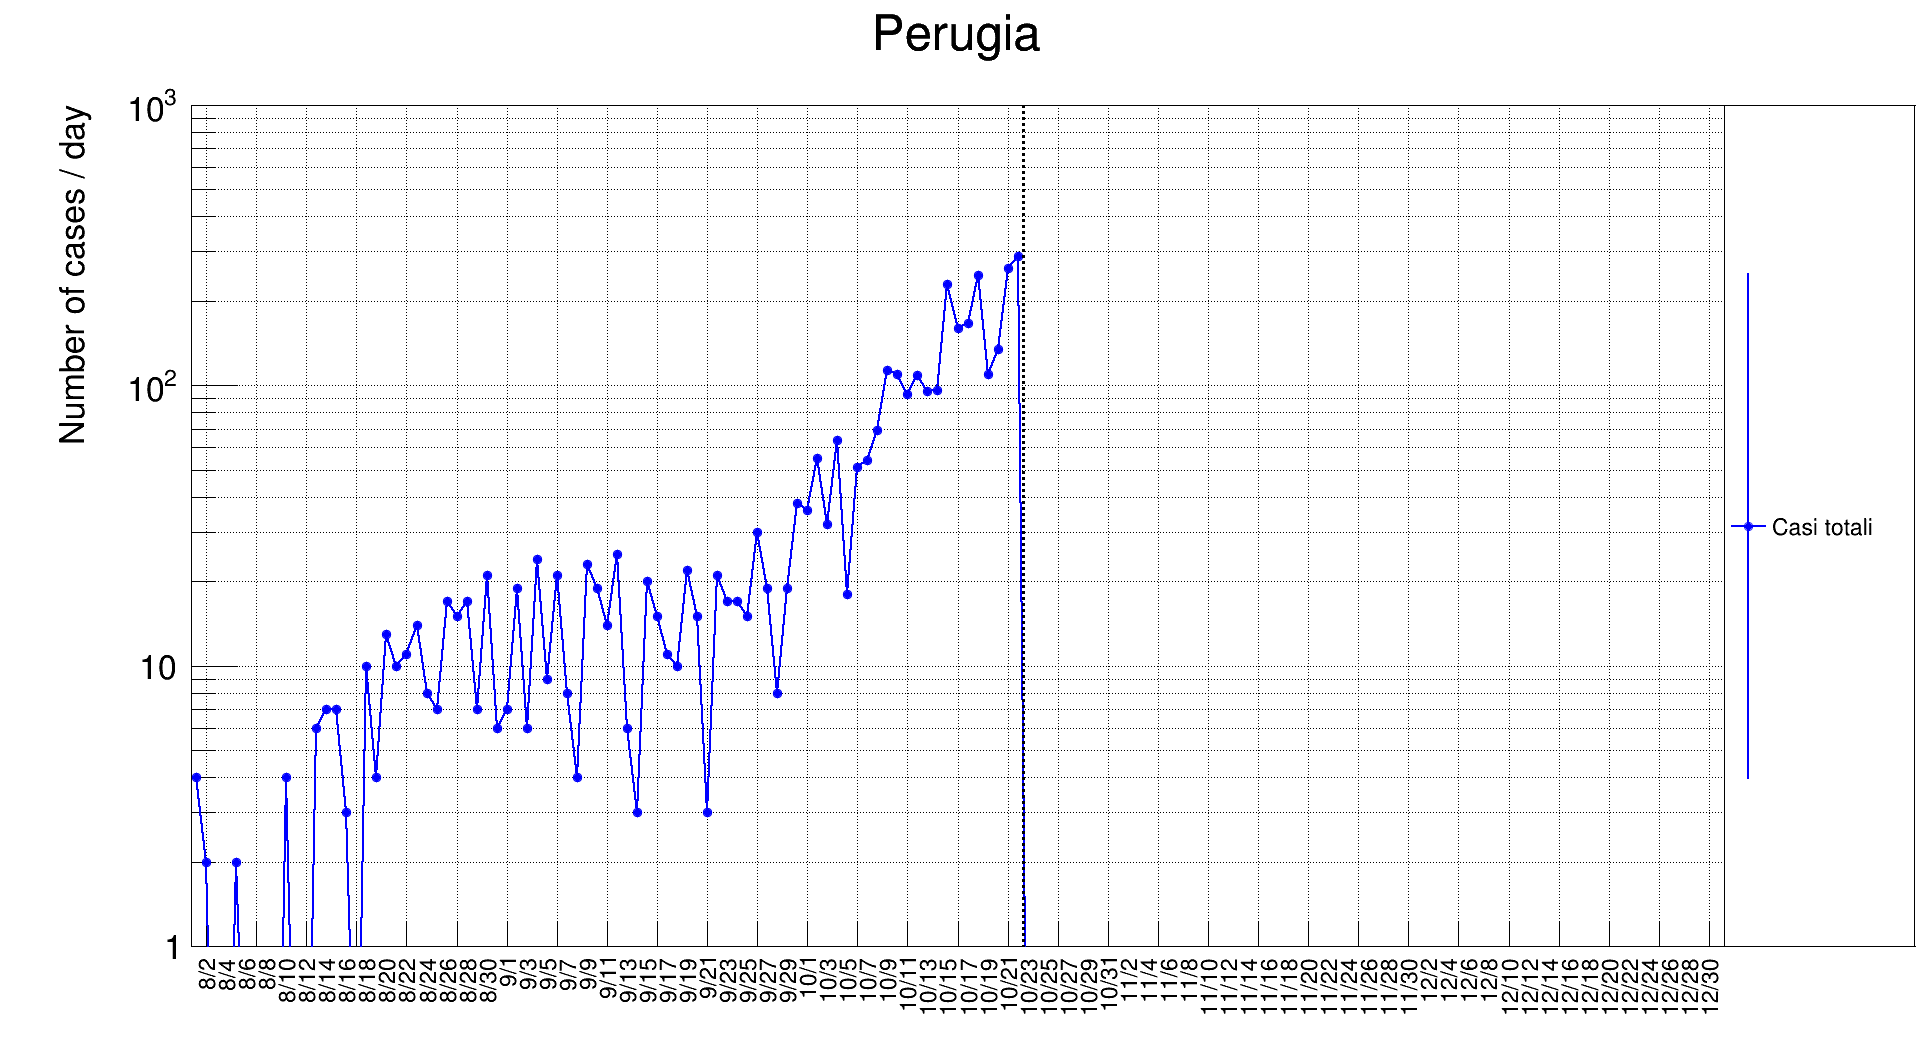 Perugia
Number of cases / day
10³
10²
10
1
8/2 8/4 8/6 8/8 8/10 8/12 8/14 8/16 8/18 8/20 8/22 8/24 8/26 8/28 8/30 9/1 9/3 9/5 9/7 9/9 9/11 9/13 9/15 9/17 9/19 9/21 9/23 9/25 9/27 9/29 10/1 10/3 10/5 10/7 10/9 10/11 10/13 10/15 10/17 10/19 10/21 10/23 10/25 10/27 10/29 10/31 11/2 11/4 11/6 11/8 11/10 11/12 11/14 11/16 11/18 11/20 11/22 11/24 11/26 11/28 11/30 12/2 12/4 12/6 12/8 12/10 12/12 12/14 12/16 12/18 12/20 12/22 12/24 12/26 12/28 12/30
Casi totali